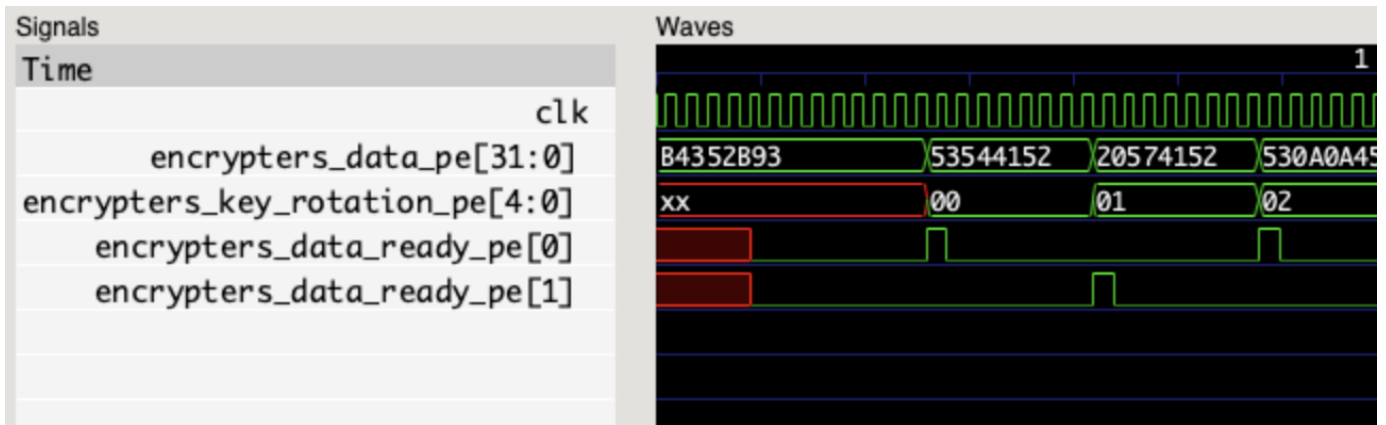 Signals Waves
Time 1
clk
encrypters_data_pe[31:0] B4352B93 53544152 20574152 530A0A45
encrypters_key_rotation_pe[4:0] xx 00 01 02
encrypters_data_ready_pe[0]
encrypters_data_ready_pe[1]